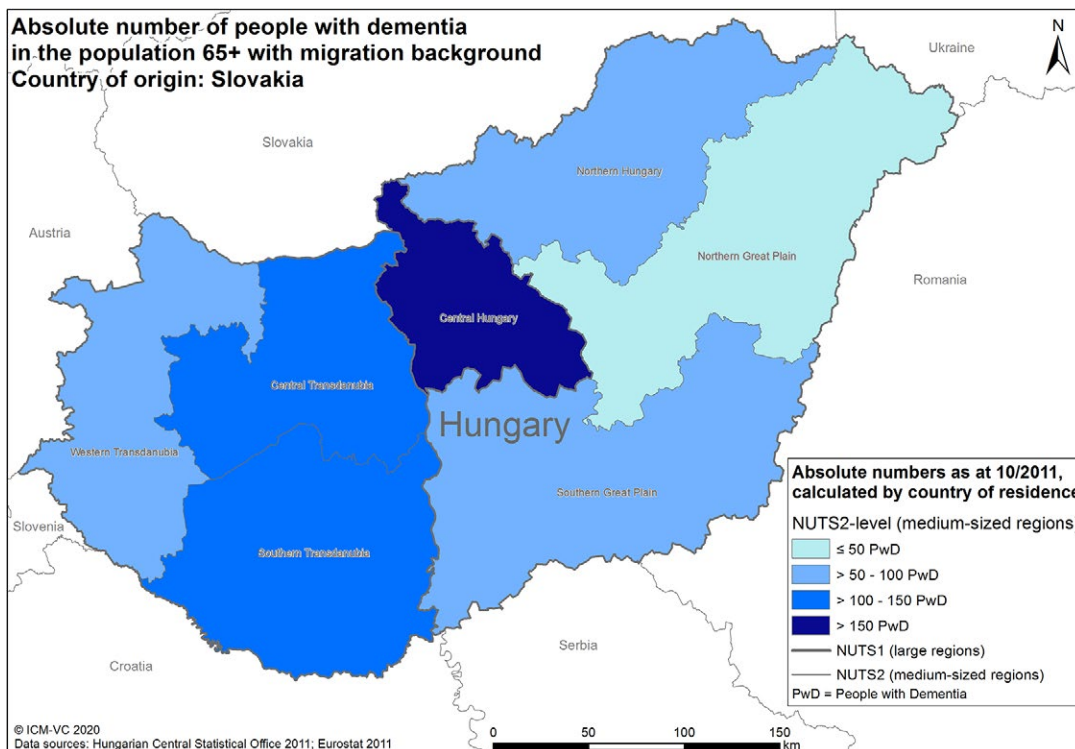 Absolute number of people with dementia
in the population 65+ with migration background
Country of origin: Slovakia
N
Ukraine
Slovakia
Northern Hungary
Austria
Northern Great Plain
Romania
Central Hungary
Central Transdanubia
Hungary
Western Transdanubia
Southern Great Plain
Slovenia
Southern Transdanubia
Croatia
Serbia
Absolute numbers as at 10/2011,
calculated by country of residence
NUTS2-level (medium-sized regions)
≤ 50 PwD
> 50 - 100 PwD
> 100 - 150 PwD
> 150 PwD
NUTS1 (large regions)
NUTS2 (medium-sized regions)
PwD = People with Dementia
© ICM-VC 2020
Data sources: Hungarian Central Statistical Office 2011; Eurostat 2011
0 50 100 150
km